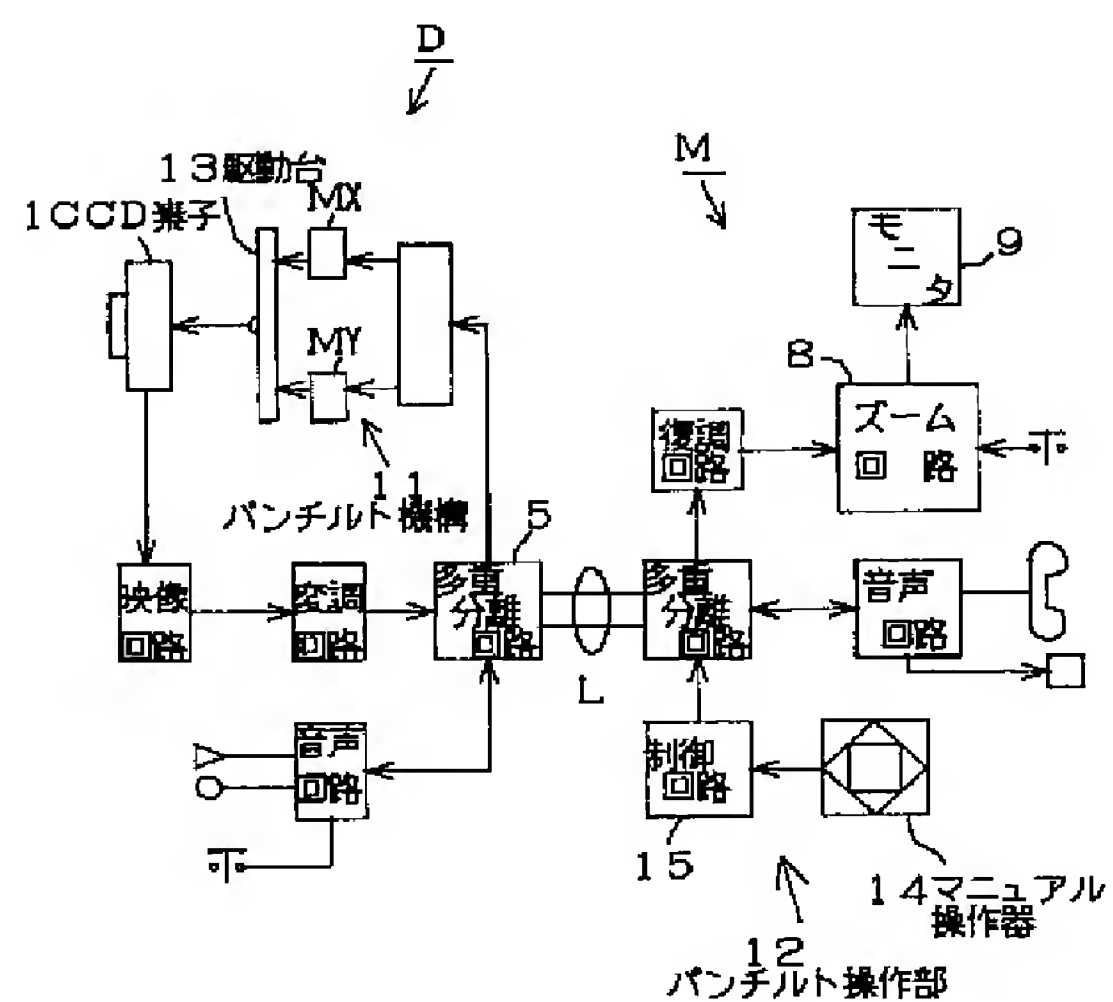 D
M
１３駆動台
１ＣＣＤ素子
MX
MY
モ
ニ
タ
９
８
ズーム
回 路
復調
回路
１１
パンチルト機構
５
映像
回路
変調
回路
多重
分離
回路
多重
分離
回路
音声
回路
L
音声
回路
制御
回路
１５
１４マニュアル
操作器
１２
パンチルト操作部